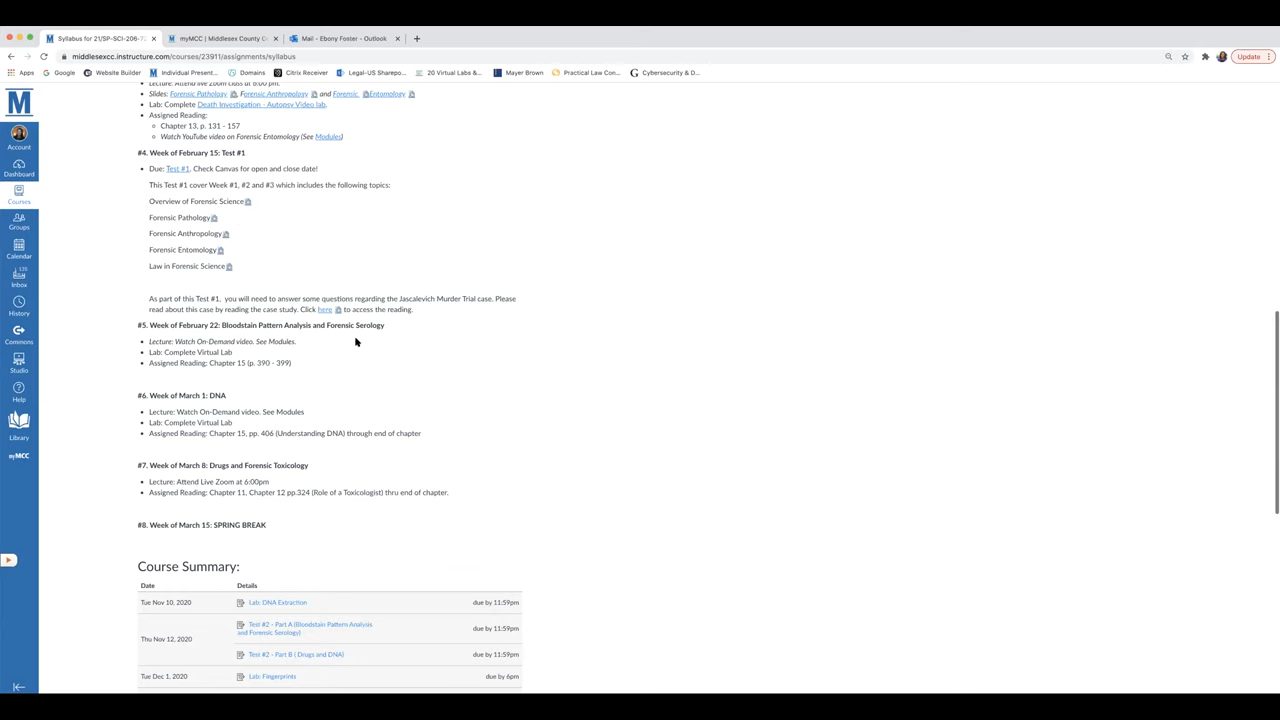 Syllabus for 21/SP-SCI-206-7
myMCC | Middlesex County C
Mail - Ebony Foster - Outlook
middlesexcc.instructure.com/courses/23911/assignments/syllabus
Update
Apps
Google
Website Builder
Individual Present...
Domains
Citrix Receiver
Legal-US Sharepo...
20 Virtual Labs &...
Mayer Brown
Practical Law Con...
Cybersecurity & D...
M
Account
Dashboard
Courses
Groups
Calendar
135
Inbox
History
Commons
Studio
Help
Library
myMCC
Lecture: Attend live Zoom class at 6:00 pm.
• Slides: Forensic Pathology, Forensic Anthropology and Forensic Entomology
• Lab: Complete Death Investigation - Autopsy Video lab.
• Assigned Reading:
Chapter 13, p. 131 - 157
Watch YouTube video on Forensic Entomology (See Modules)
#4. Week of February 15: Test #1
• Due: Test #1. Check Canvas for open and close date!
This Test #1 cover Week #1, #2 and #3 which includes the following topics:
Overview of Forensic Science
Forensic Pathology
Forensic Anthropology
Forensic Entomology
Law in Forensic Science
As part of this Test #1, you will need to answer some questions regarding the Jascalevich Murder Trial case. Please
read about this case by reading the case study. Click here to access the reading.
#5. Week of February 22: Bloodstain Pattern Analysis and Forensic Serology
• Lecture: Watch On-Demand video. See Modules.
• Lab: Complete Virtual Lab
• Assigned Reading: Chapter 15 (p. 390 - 399)
#6. Week of March 1: DNA
• Lecture: Watch On-Demand video. See Modules
• Lab: Complete Virtual Lab
• Assigned Reading: Chapter 15, pp. 406 (Understanding DNA) through end of chapter
#7. Week of March 8: Drugs and Forensic Toxicology
• Lecture: Attend Live Zoom at 6:00pm
• Assigned Reading: Chapter 11, Chapter 12 pp.324 (Role of a Toxicologist) thru end of chapter.
#8. Week of March 15: SPRING BREAK
Course Summary:
Date Details
Tue Nov 10, 2020 Lab: DNA Extraction due by 11:59pm
Thu Nov 12, 2020
Test #2 - Part A (Bloodstain Pattern Analysis
and Forensic Serology) due by 11:59pm
Test #2 - Part B ( Drugs and DNA) due by 11:59pm
Tue Dec 1, 2020 Lab: Fingerprints due by 6pm